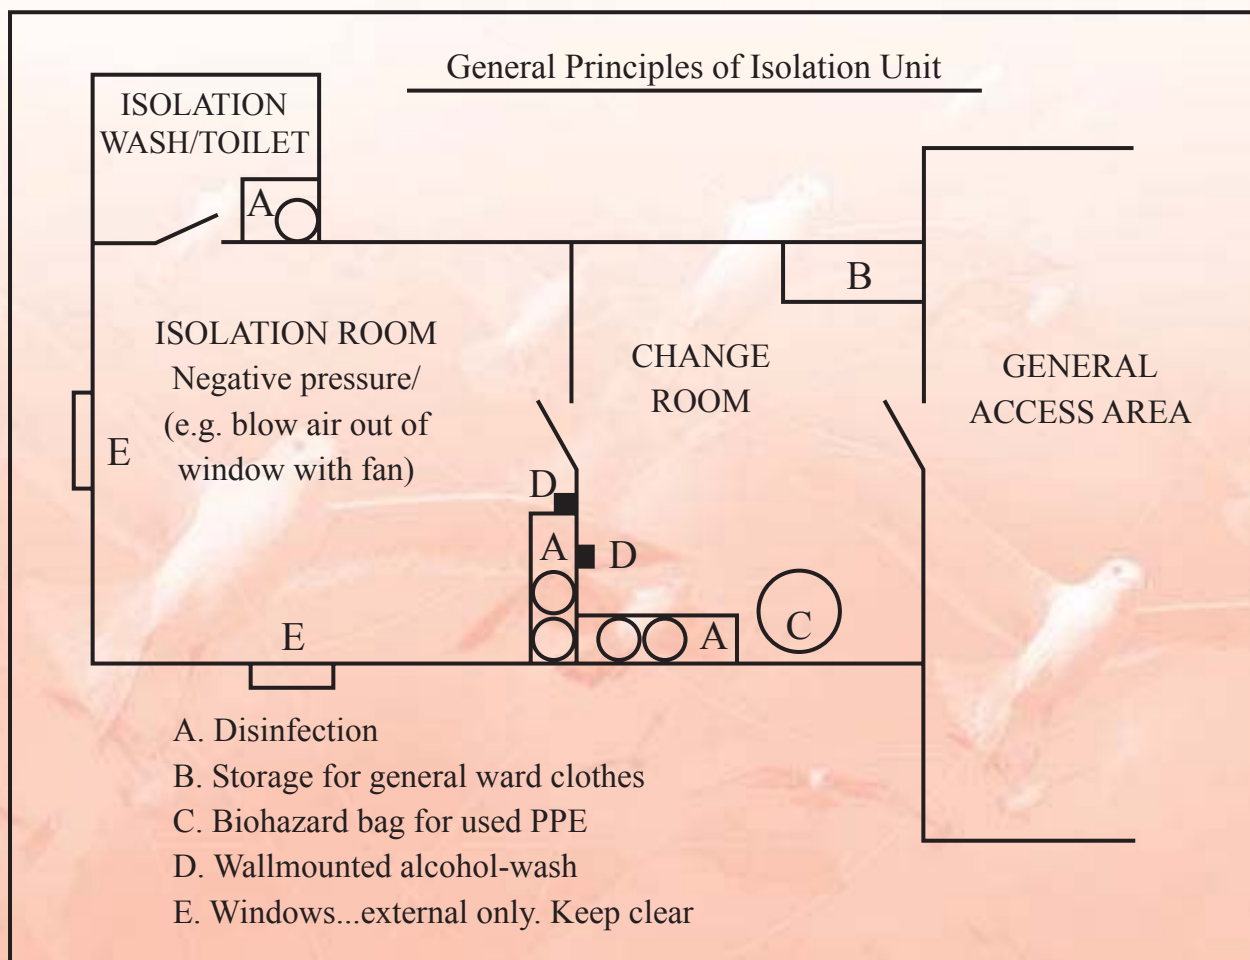 General Principles of Isolation Unit
ISOLATION
WASH/TOILET
A
B
ISOLATION ROOM
Negative pressure/
(e.g. blow air out of
window with fan)
CHANGE
ROOM
GENERAL
ACCESS AREA
E
D
A
D
E
A
C
A. Disinfection
B. Storage for general ward clothes
C. Biohazard bag for used PPE
D. Wallmounted alcohol-wash
E. Windows...external only. Keep clear